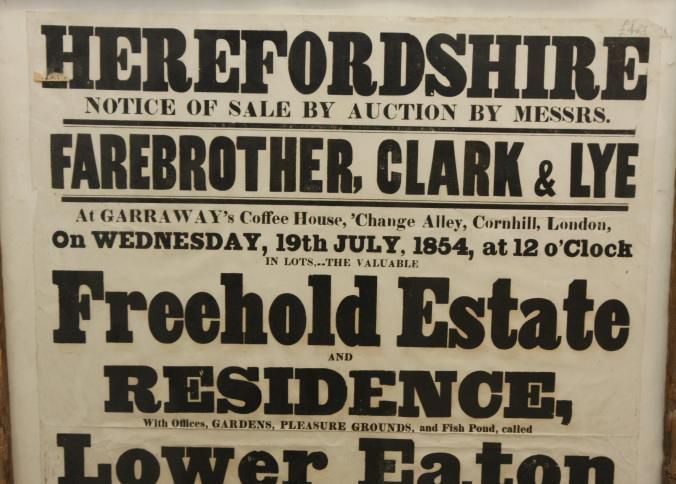 HEREFORDSHIRE
NOTICE OF SALE BY AUCTION BY MESSRS.
FAREBROTHER, CLARK & LYE
At GARRAWAY's Coffee House, 'Change Alley, Cornhill, London,
On WEDNESDAY, 19th JULY, 1854, at 12 o'Clock
IN LOTS,--THE VALUABLE
Freehold Estate
AND
RESIDENCE,
With Offices, GARDENS, PLEASURE GROUNDS, and Fish Pond, called
Lower Eaton